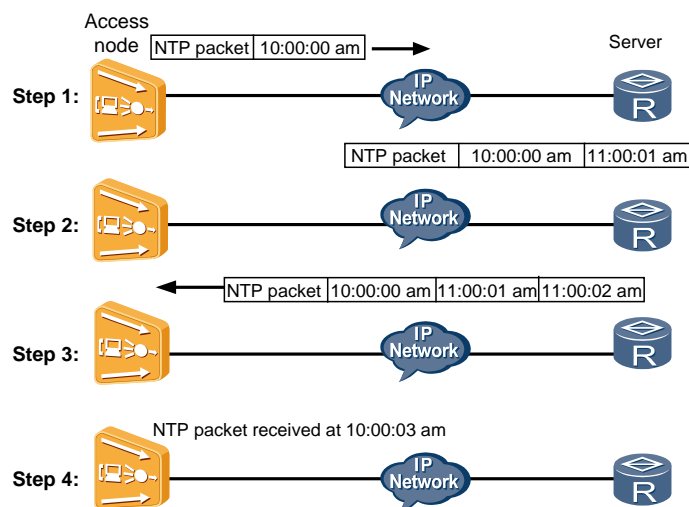 Access
node
NTP packet 10:00:00 am
Server
Step 1:
IP
Network
R
NTP packet 10:00:00 am 11:00:01 am
Step 2:
IP
Network
R
NTP packet 10:00:00 am 11:00:01 am 11:00:02 am
Step 3:
IP
Network
R
NTP packet received at 10:00:03 am
Step 4:
IP
Network
R